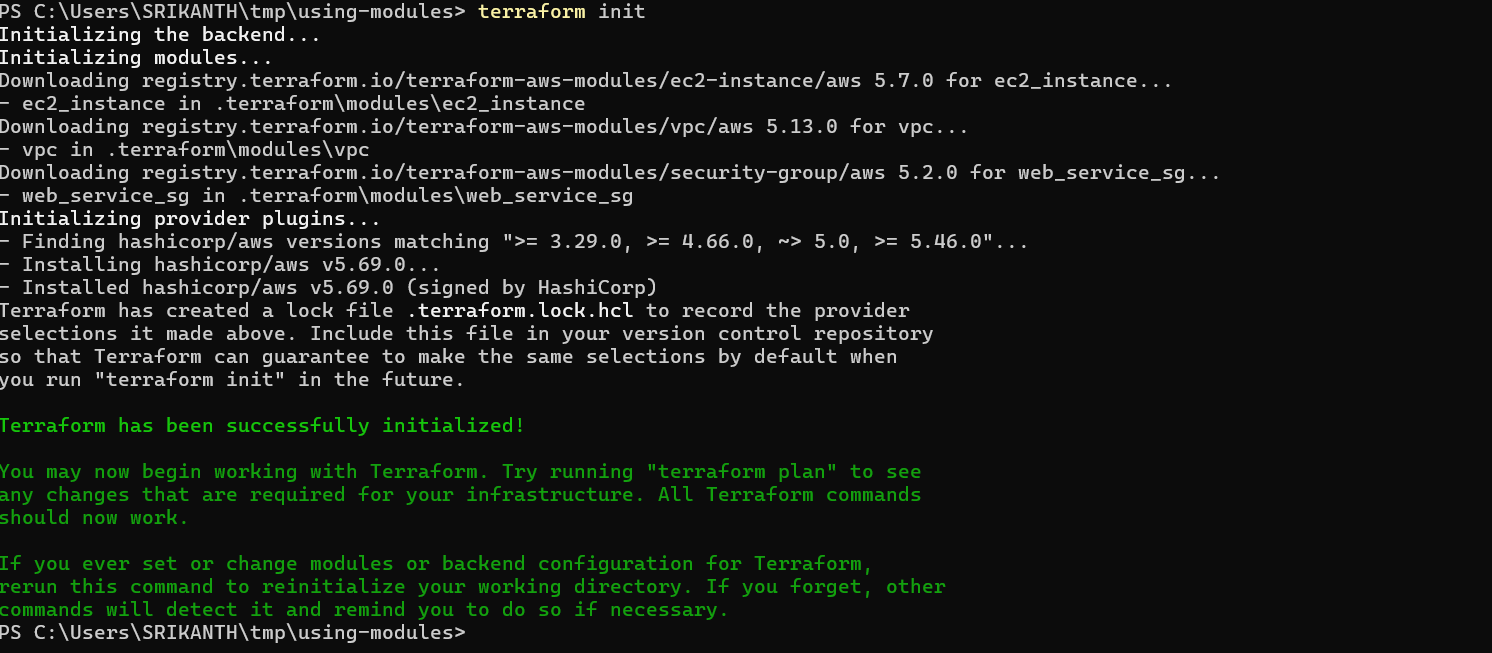 PS C:\Users\SRIKANTH\tmp\using-modules> terraform init
Initializing the backend...
Initializing modules...
Downloading registry.terraform.io/terraform-aws-modules/ec2-instance/aws 5.7.0 for ec2_instance...
- ec2_instance in .terraform\modules\ec2_instance
Downloading registry.terraform.io/terraform-aws-modules/vpc/aws 5.13.0 for vpc...
- vpc in .terraform\modules\vpc
Downloading registry.terraform.io/terraform-aws-modules/security-group/aws 5.2.0 for web_service_sg...
- web_service_sg in .terraform\modules\web_service_sg
Initializing provider plugins...
- Finding hashicorp/aws versions matching ">= 3.29.0, >= 4.66.0, ~> 5.0, >= 5.46.0"...
- Installing hashicorp/aws v5.69.0...
- Installed hashicorp/aws v5.69.0 (signed by HashiCorp)
Terraform has created a lock file .terraform.lock.hcl to record the provider
selections it made above. Include this file in your version control repository
so that Terraform can guarantee to make the same selections by default when
you run "terraform init" in the future.
Terraform has been successfully initialized!
You may now begin working with Terraform. Try running "terraform plan" to see
any changes that are required for your infrastructure. All Terraform commands
should now work.
If you ever set or change modules or backend configuration for Terraform,
rerun this command to reinitialize your working directory. If you forget, other
commands will detect it and remind you to do so if necessary.
PS C:\Users\SRIKANTH\tmp\using-modules>